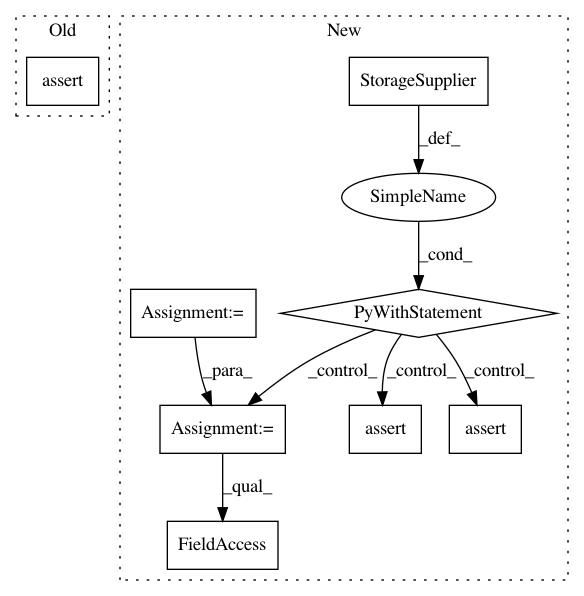 Old
New
assert
StorageSupplier
_def_
SimpleName
_cond_
Assignment:=
PyWithStatement
_para_
_control_
_control_
_control_
Assignment:=
assert
assert
_qual_
FieldAccess